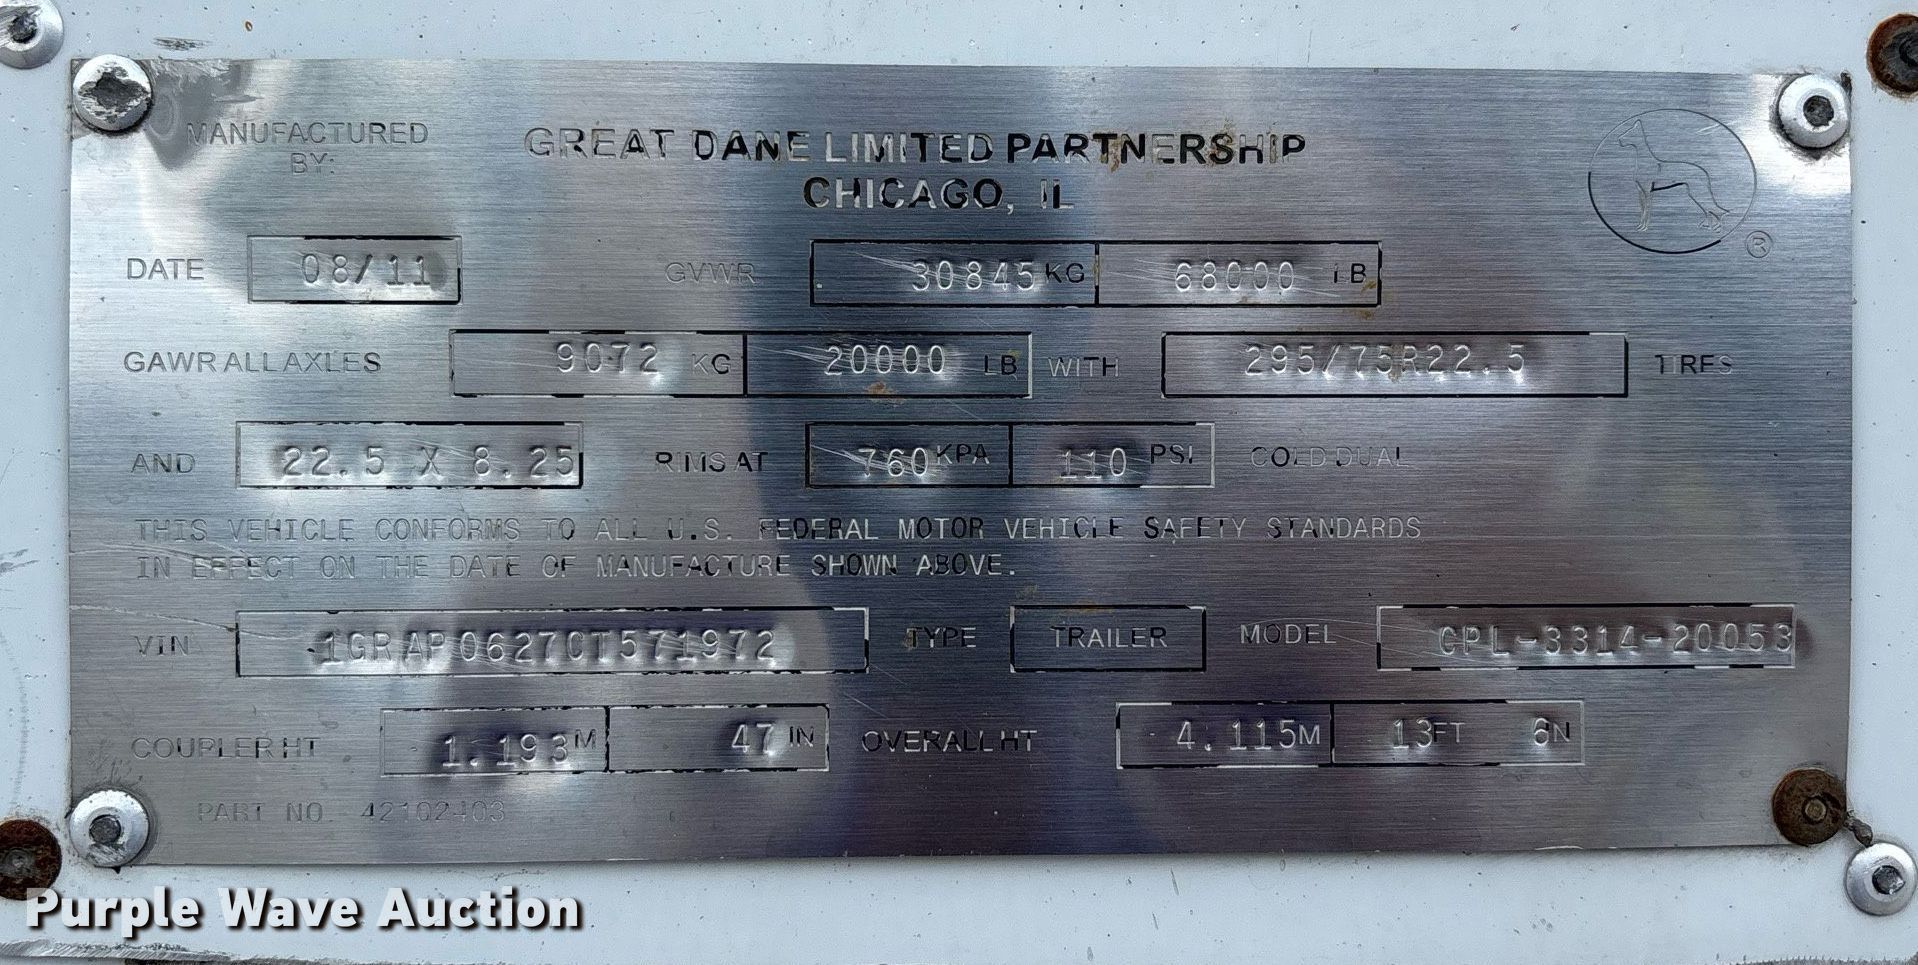 MANUFACTURED BY: GREAT DANE LIMITED PARTNERSHIP
CHICAGO, IL
®
DATE 08/11 GVWR 30845 KG 68000 LB
GAWR ALL AXLES 9072 KG 20000 LB WITH 295/75R22.5 TIRES
AND 22.5 X 8.25 RIMS AT 760 KPA 110 PSI COLD DUAL
THIS VEHICLE CONFORMS TO ALL U.S. FEDERAL MOTOR VEHICLE SAFETY STANDARDS
IN EFFECT ON THE DATE OF MANUFACTURE SHOWN ABOVE.
VIN 1GRAP0627CT571972 TYPE TRAILER MODEL CPL-3314-20053
COUPLER HT 1.193 M 47 IN OVERALL HT 4.115 M 13 FT 6 IN
PART NO. 42102403
Purple Wave Auction